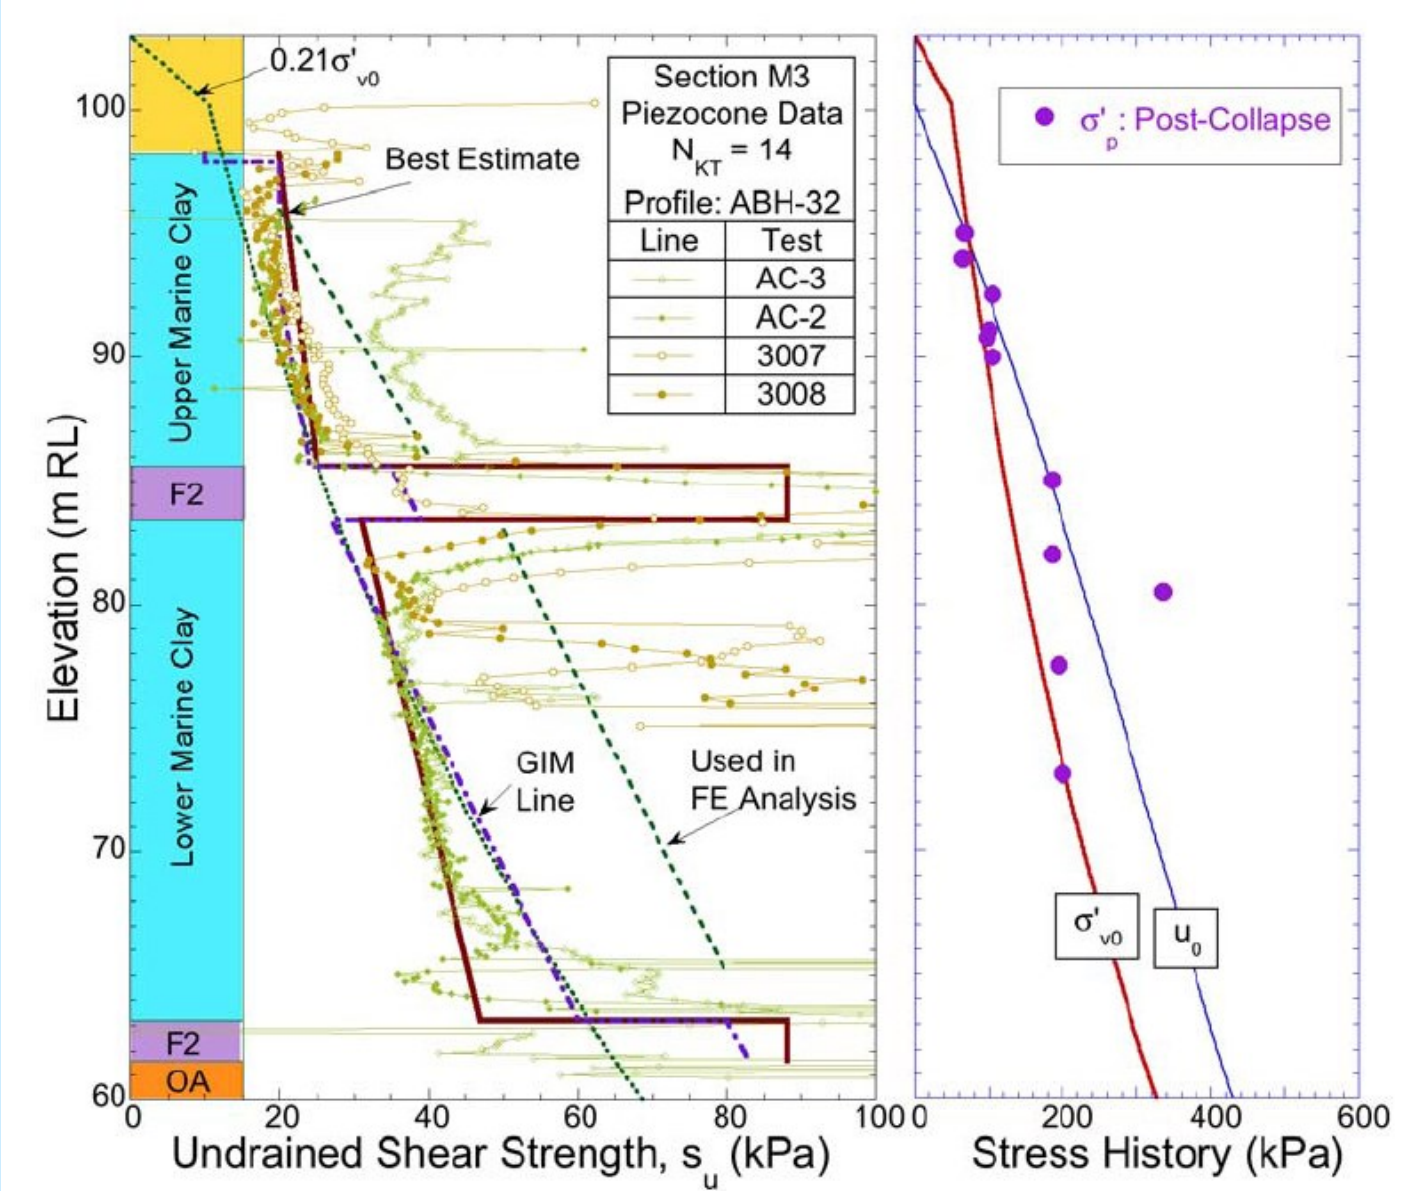 0.21σ'v0
Best Estimate
Section M3
Piezocone Data
NKT = 14
Profile: ABH-32
Line Test
AC-3
AC-2
3007
3008
GIM
Line
Used in
FE Analysis
Upper Marine Clay
F2
Lower Marine Clay
F2
OA
Elevation (m RL)
100
90
80
70
60
0 20 40 60 80 100
Undrained Shear Strength, su (kPa)
σ'p: Post-Collapse
σ'v0
u0
0 200 400 600
Stress History (kPa)